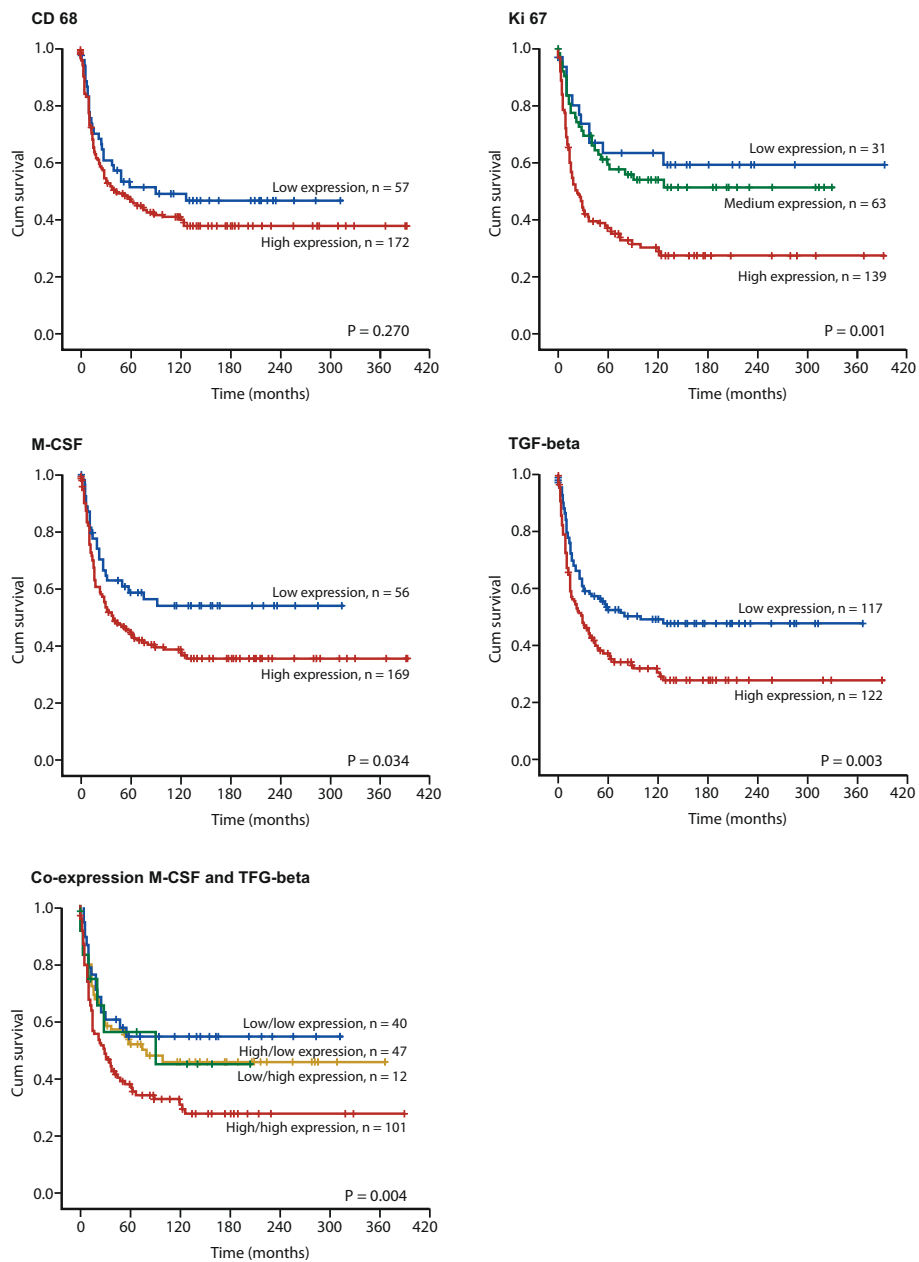 CD 68
1.0
0.8
0.6
0.4
0.2
0.0
Cum survival
Low expression, n = 57
High expression, n = 172
P = 0.270
0 60 120 180 240 300 360 420
Time (months)
Ki 67
1.0
0.8
0.6
0.4
0.2
0.0
Cum survival
Low expression, n = 31
Medium expression, n = 63
High expression, n = 139
P = 0.001
0 60 120 180 240 300 360 420
Time (months)
M-CSF
1.0
0.8
0.6
0.4
0.2
0.0
Cum survival
Low expression, n = 56
High expression, n = 169
P = 0.034
0 60 120 180 240 300 360 420
Time (months)
TGF-beta
1.0
0.8
0.6
0.4
0.2
0.0
Cum survival
Low expression, n = 117
High expression, n = 122
P = 0.003
0 60 120 180 240 300 360 420
Time (months)
Co-expression M-CSF and TFG-beta
1.0
0.8
0.6
0.4
0.2
0.0
Cum survival
Low/low expression, n = 40
High/low expression, n = 47
Low/high expression, n = 12
High/high expression, n = 101
P = 0.004
0 60 120 180 240 300 360 420
Time (months)